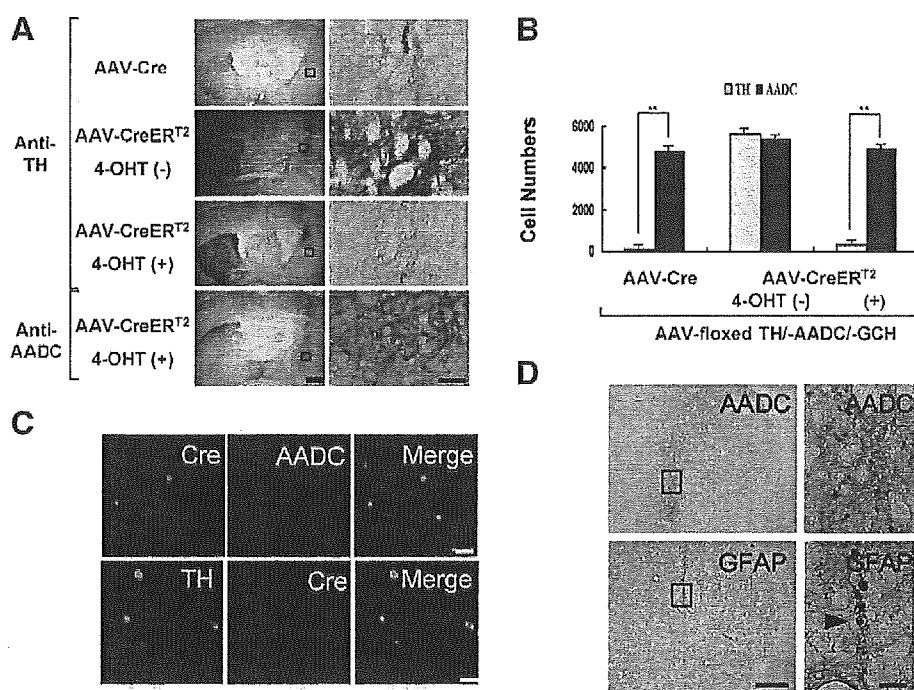 A
Anti-
TH
AAV-Cre
AAV-CreER^T2
4-OHT (-)
AAV-CreER^T2
4-OHT (+)
Anti-
AADC
AAV-CreER^T2
4-OHT (+)
B
TH AADC
Cell Numbers
6000
4000
2000
0
**
**
AAV-Cre
AAV-CreER^T2
4-OHT (-) (+)
AAV-floxed TH/-AADC/-GCH
C
Cre AADC Merge
TH Cre Merge
D
AADC AADC
GFAP GFAP